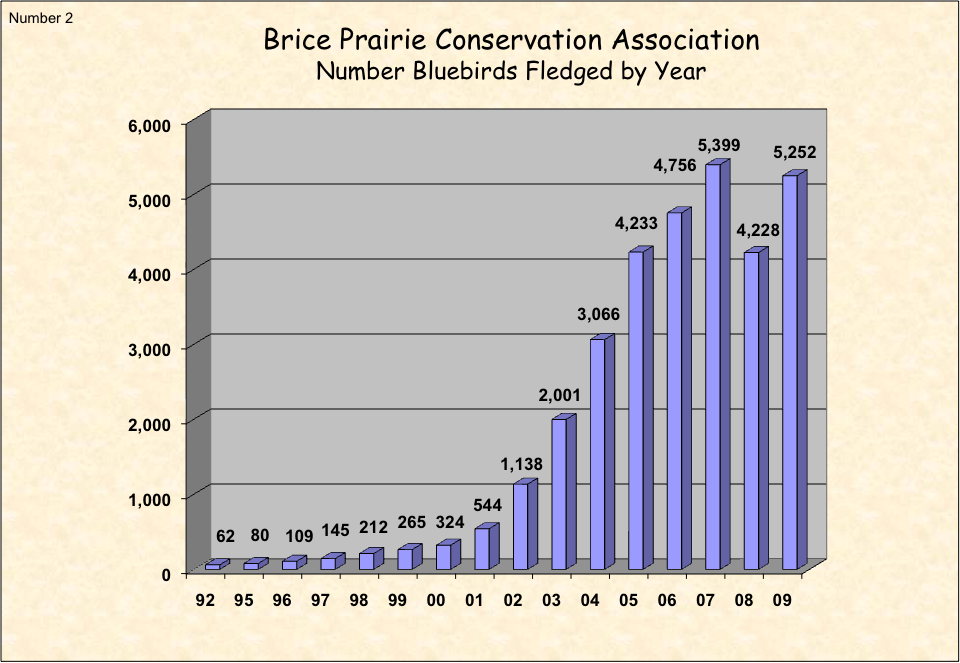 Number 2
Brice Prairie Conservation Association
Number Bluebirds Fledged by Year
6,000
5,000
4,000
3,000
2,000
1,000
0
62 80 109 145 212 265 324 544 1,138 2,001 3,066 4,233 4,756 5,399 4,228 5,252
92 95 96 97 98 99 00 01 02 03 04 05 06 07 08 09